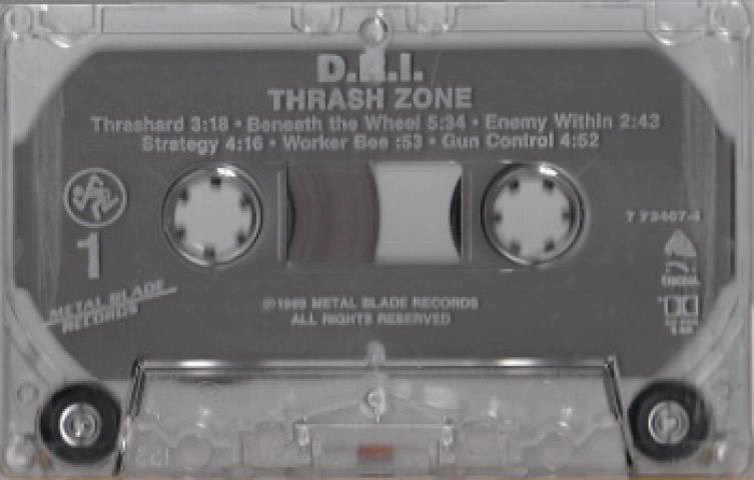 D.R.I.
THRASH ZONE
Thrashard 3:18 • Beneath the Wheel 5:34 • Enemy Within 2:43
Strategy 4:16 • Worker Bee :53 • Gun Control 4:52
7 73407-4
1
METAL BLADE
RECORDS
℗1989 METAL BLADE RECORDS
ALL RIGHTS RESERVED